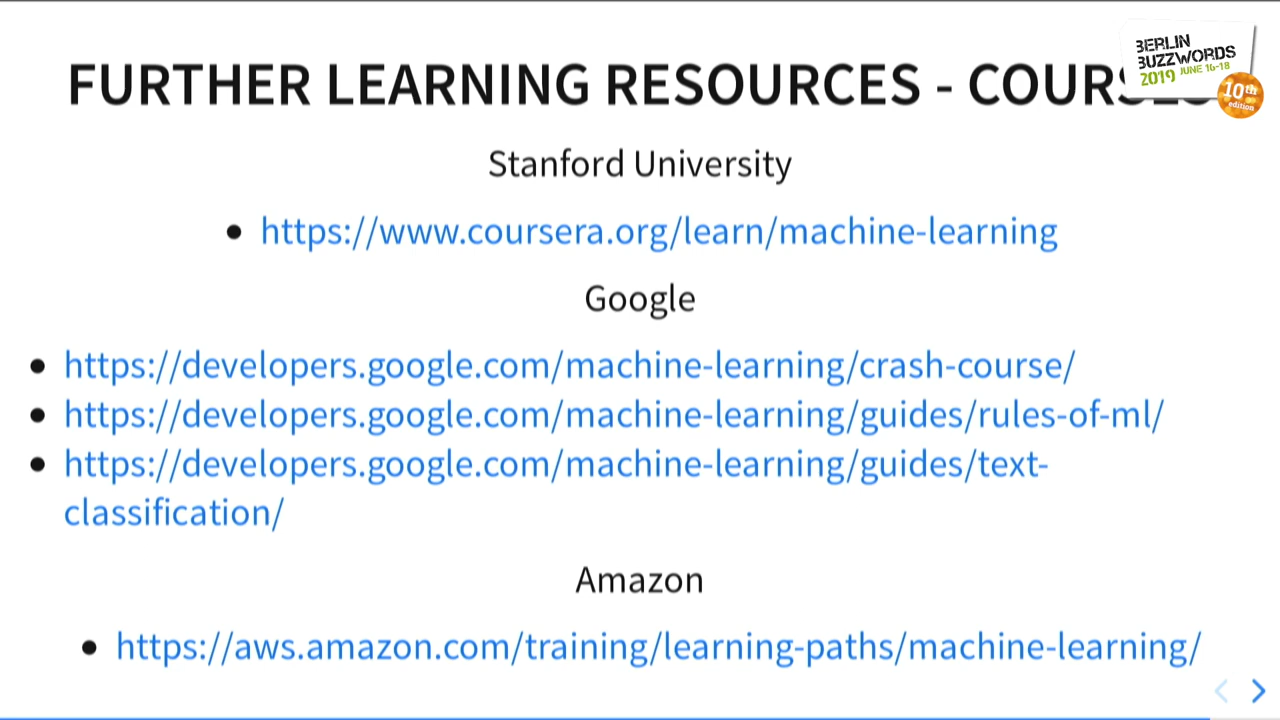 BERLIN
BUZZWORDS
2019 JUNE 16-18
10th
edition
FURTHER LEARNING RESOURCES -
Stanford University
• https://www.coursera.org/learn/machine-learning
Google
• https://developers.google.com/machine-learning/crash-course/
• https://developers.google.com/machine-learning/guides/rules-of-ml/
• https://developers.google.com/machine-learning/guides/text-
classification/
Amazon
• https://aws.amazon.com/training/learning-paths/machine-learning/